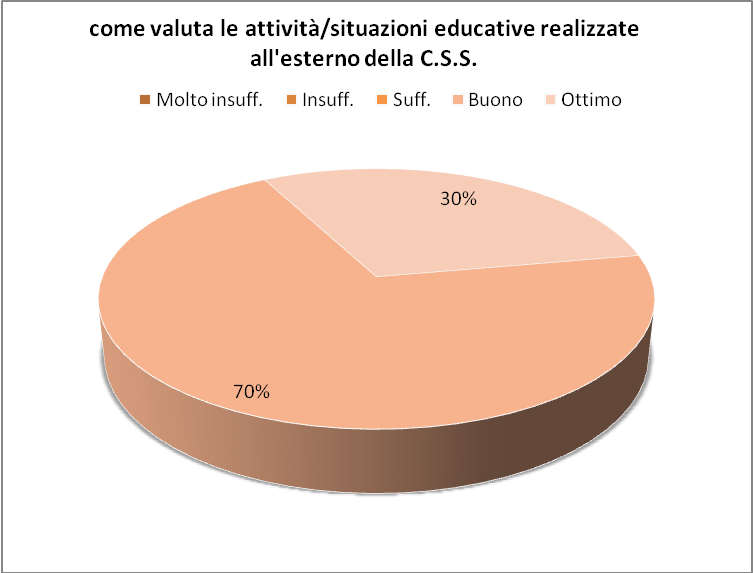 come valuta le attività/situazioni educative realizzate
all'esterno della C.S.S.
Molto insuff. Insuff. Suff. Buono Ottimo
30%
70%